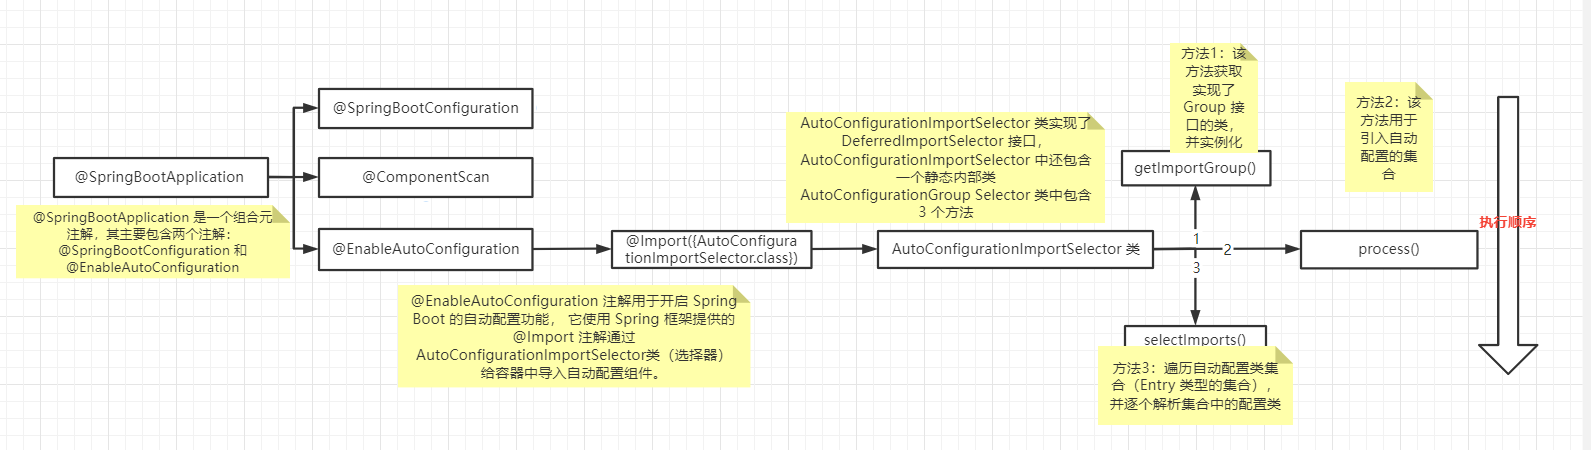 @SpringBootApplication
@SpringBootApplication 是一个组合元
注解，其主要包含两个注解：
@SpringBootConfiguration 和
@EnableAutoConfiguration
@SpringBootConfiguration
@ComponentScan
@EnableAutoConfiguration
@EnableAutoConfiguration 注解用于开启 Spring
Boot 的自动配置功能， 它使用 Spring 框架提供的
@Import 注解通过
AutoConfigurationImportSelector类（选择器）
给容器中导入自动配置组件。
@Import({AutoConfigura
tionImportSelector.class})
AutoConfigurationImportSelector 类实现了
DeferredImportSelector 接口，
AutoConfigurationImportSelector 中还包含
一个静态内部类
AutoConfigurationGroup Selector 类中包含
3 个方法
AutoConfigurationImportSelector 类
方法1：该
方法获取
实现了
Group 接
口的类，
并实例化
getImportGroup()
1
2
3
方法2：该
方法用于
引入自动
配置的集
合
process()
selectImports()
方法3：遍历自动配置类集
合（Entry 类型的集合），
并逐个解析集合中的配置类
执行顺序